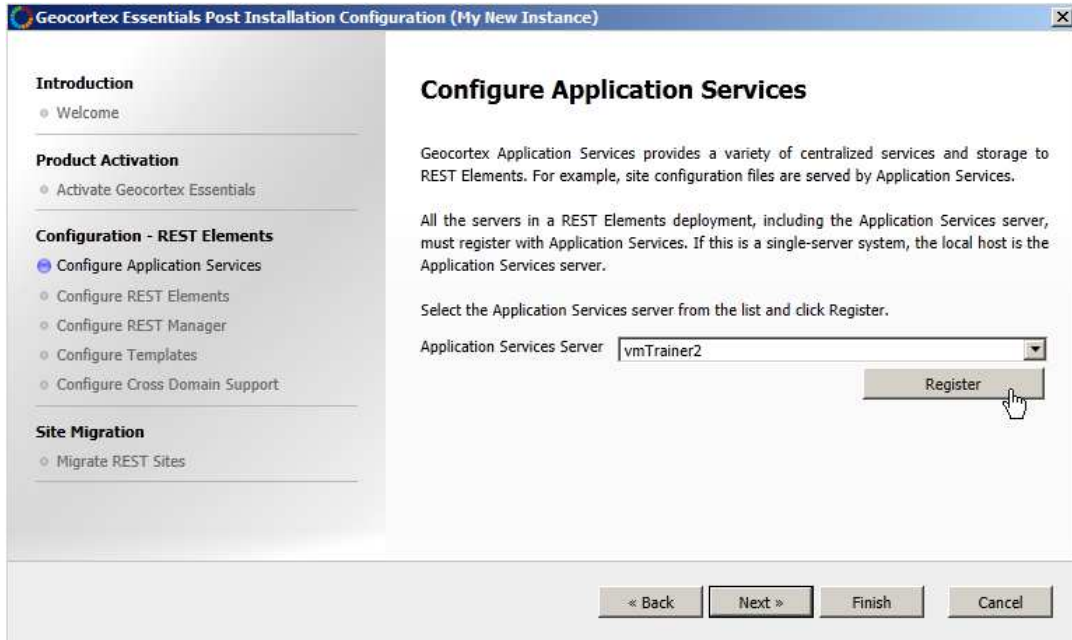 Geocortex Essentials Post Installation Configuration (My New Instance)
Introduction
Welcome
Product Activation
Activate Geocortex Essentials
Configuration - REST Elements
Configure Application Services
Configure REST Elements
Configure REST Manager
Configure Templates
Configure Cross Domain Support
Site Migration
Migrate REST Sites
Configure Application Services
Geocortex Application Services provides a variety of centralized services and storage to
REST Elements. For example, site configuration files are served by Application Services.
All the servers in a REST Elements deployment, including the Application Services server,
must register with Application Services. If this is a single-server system, the local host is the
Application Services server.
Select the Application Services server from the list and click Register.
Application Services Server vmTrainer2
Register
« Back Next » Finish Cancel